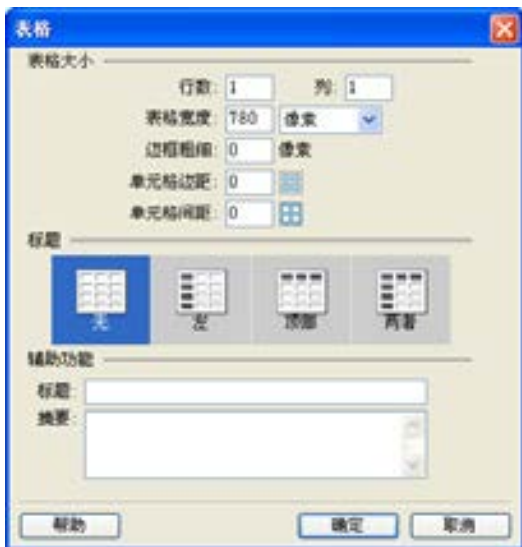 表格
表格大小
行数: 1 列: 1
表格宽度: 780 像素
边框粗细: 0 像素
单元格边距: 0
单元格间距: 0
标题
无 左 顶部 两者
辅助功能
标题:
摘要:
帮助 确定 取消